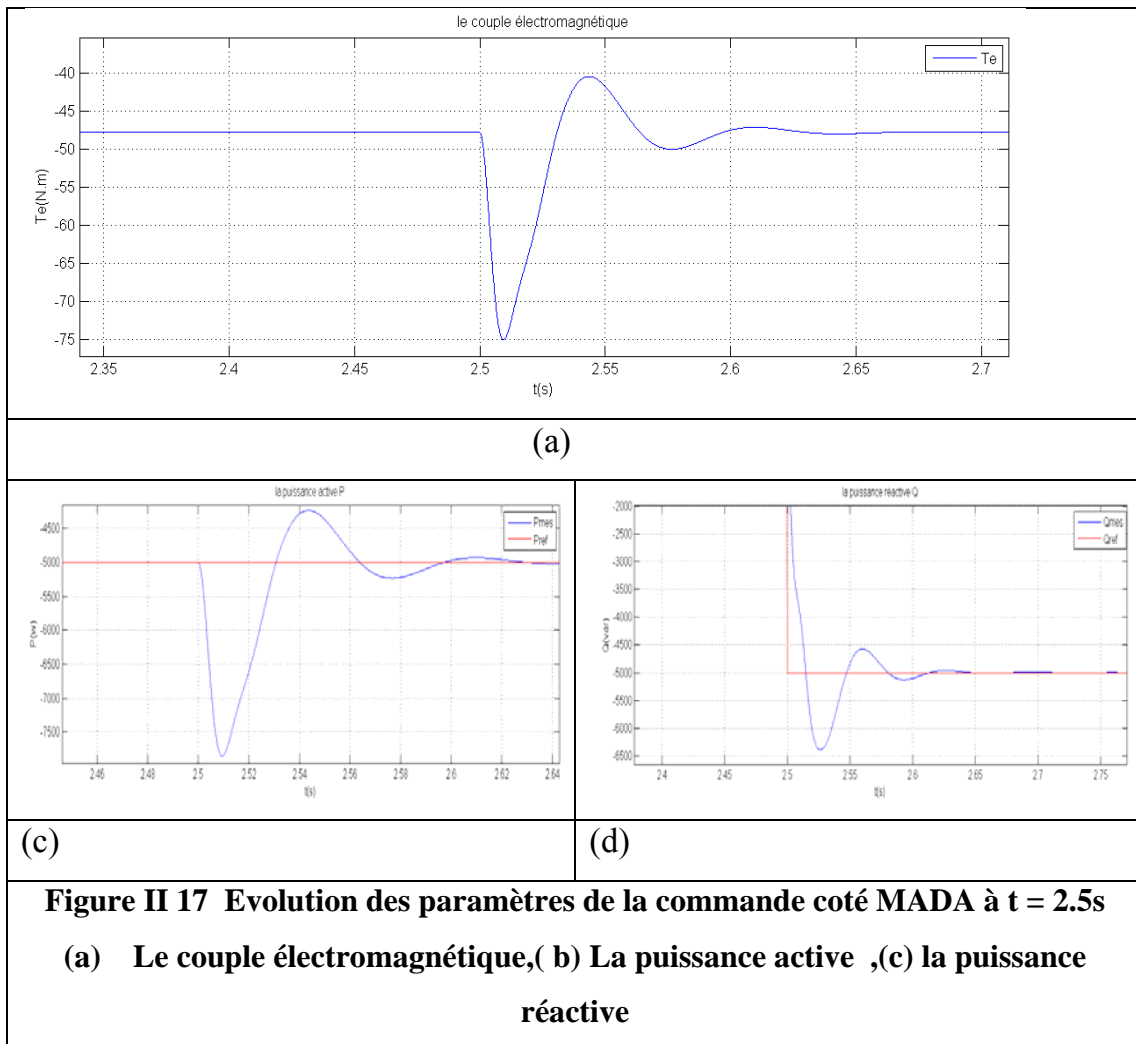 le couple électromagnétique
Te
Te(N.m)
-40
-45
-50
-55
-60
-65
-70
-75
2.35 2.4 2.45 2.5 2.55 2.6 2.65 2.7
t(s)
(a)
la puissance active P
Pmes
Pref
P(w)
-4500
-5000
-5500
-6000
-6500
-7000
-7500
2.46 2.48 2.5 2.52 2.54 2.56 2.58 2.6 2.62 2.64
t(s)
la puissance réactive Q
Qmes
Qref
Q(var)
-2000
-2500
-3000
-3500
-4000
-4500
-5000
-5500
-6000
-6500
2.4 2.45 2.5 2.55 2.6 2.65 2.7 2.75
t(s)
(c) (d)
Figure II 17 Evolution des paramètres de la commande coté MADA à t = 2.5s
(a) Le couple électromagnétique,( b) La puissance active ,(c) la puissance
réactive